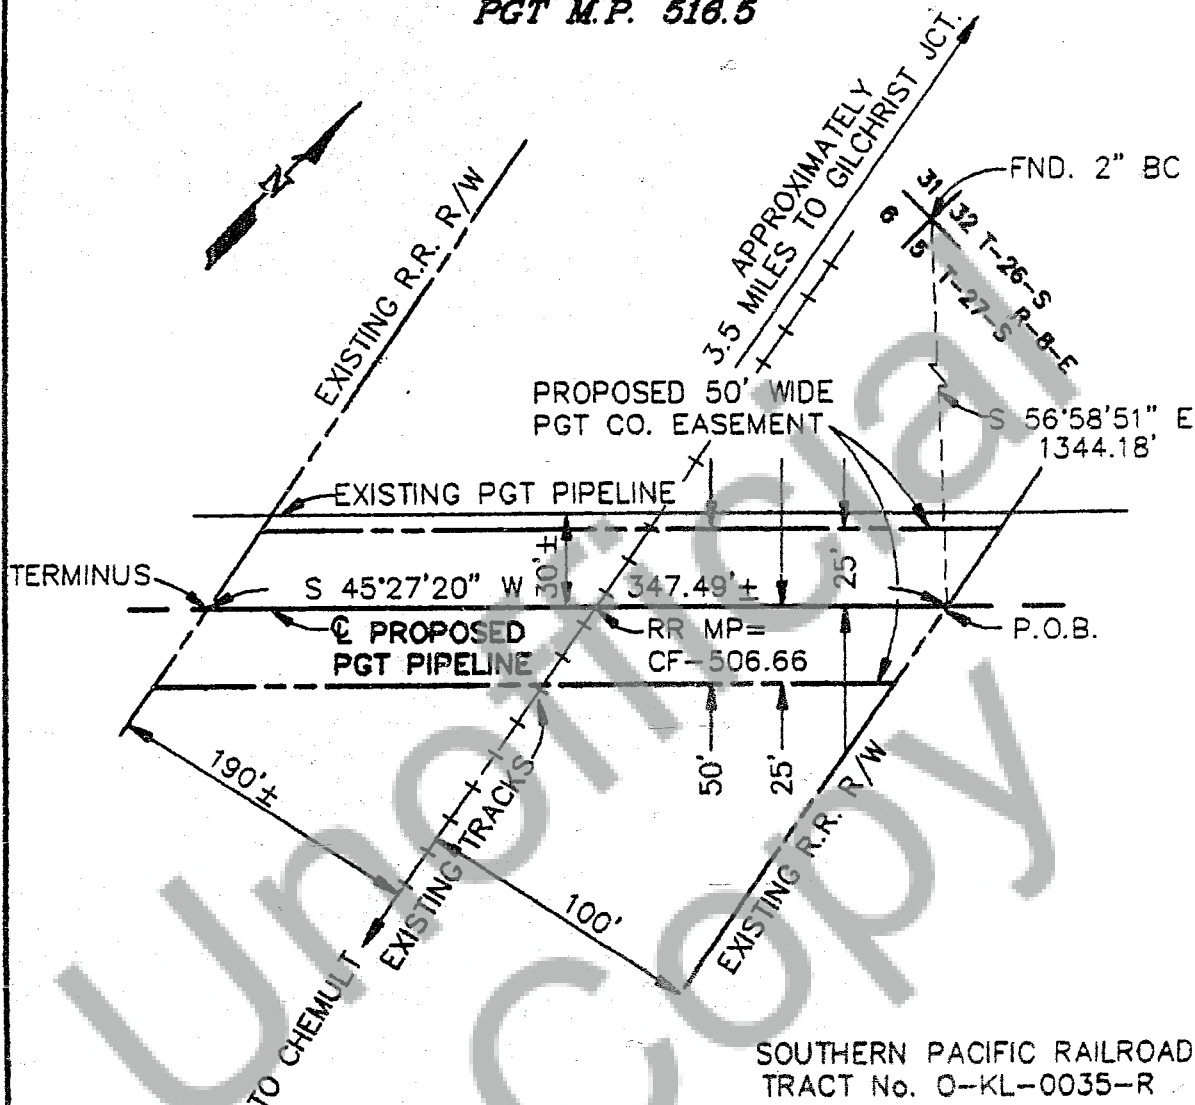 PGT M.P. 516.5
N
EXISTING R.R. R/W
APPROXIMATELY
3.5 MILES TO GILCHRIST JCT.
FND. 2" BC
31
32 T-26-S
6
5 T-27-S
R-8-E
PROPOSED 50' WIDE
PGT CO. EASEMENT
S 56°58'51" E
1344.18'
EXISTING PGT PIPELINE
TERMINUS
S 45°27'20" W
30'±
347.49'±
25'
℄ PROPOSED
PGT PIPELINE
RR MP=
CF-506.66
P.O.B.
190'±
50'
25'
EXISTING TRACKS
100'
EXISTING R.R. R/W
TO CHEMULT
SOUTHERN PACIFIC RAILROAD
TRACT No. O-KL-0035-R
Unofficial
Copy